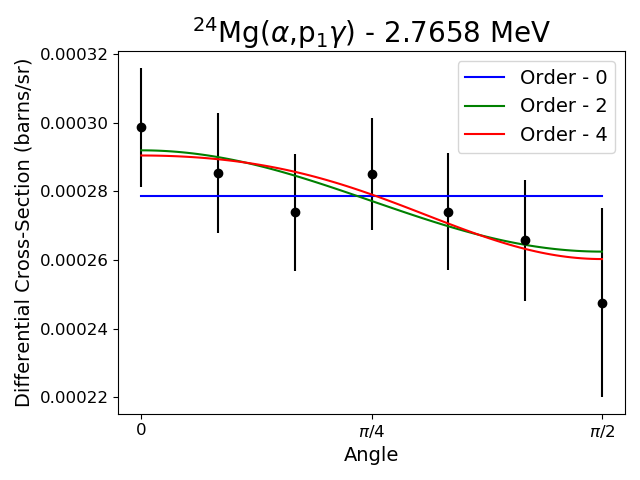 ²⁴Mg(α,p₁γ) - 2.7658 MeV
Differential Cross-Section (barns/sr)
0.00032
0.00030
0.00028
0.00026
0.00024
0.00022
Order - 0
Order - 2
Order - 4
0
π/4
π/2
Angle